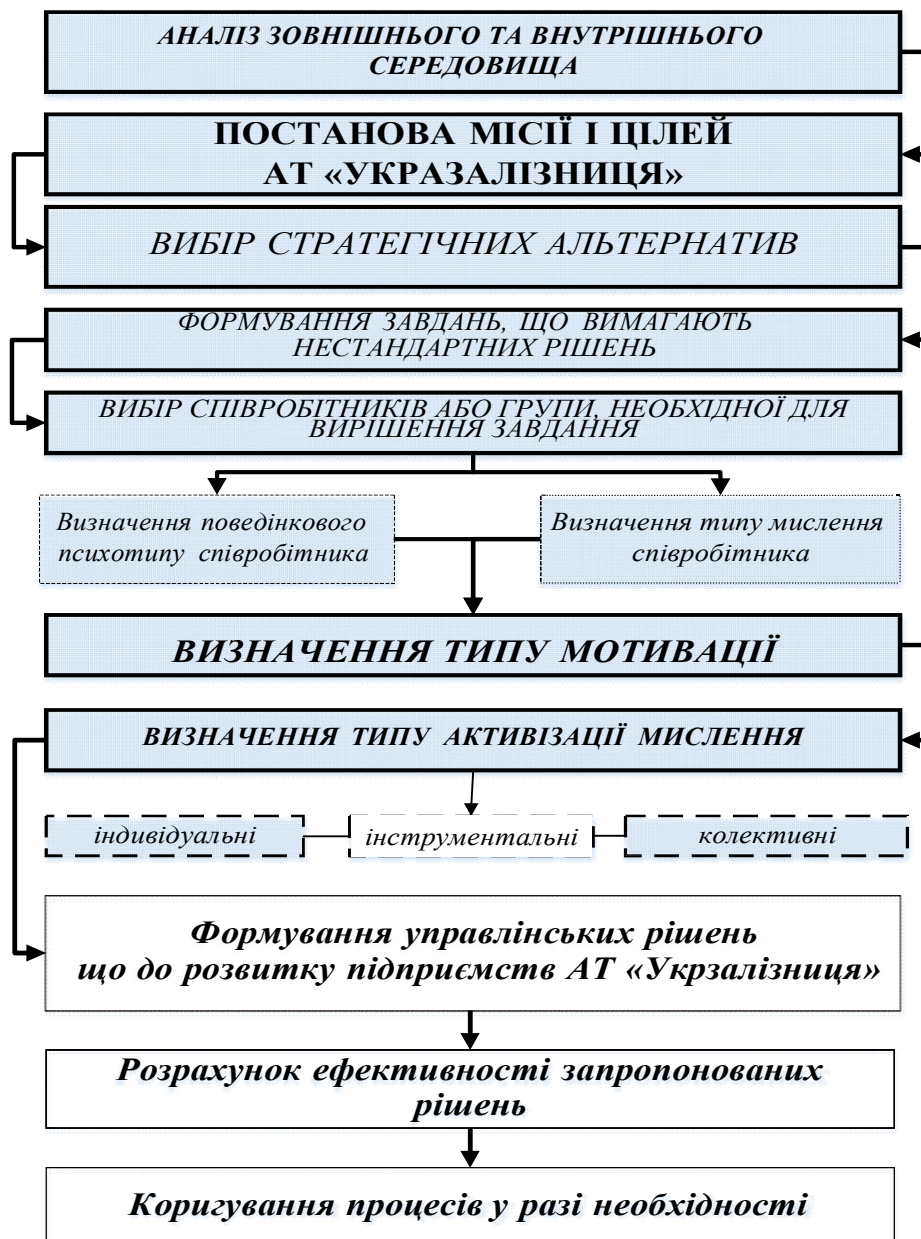 АНАЛІЗ ЗОВНІШНЬОГО ТА ВНУТРІШНЬОГО
СЕРЕДОВИЩА
ПОСТАНОВА МІСІЇ І ЦІЛЕЙ
АТ «УКРАЗАЛІЗНИЦЯ»
ВИБІР СТРАТЕГІЧНИХ АЛЬТЕРНАТИВ
ФОРМУВАННЯ ЗАВДАНЬ, ЩО ВИМАГАЮТЬ
НЕСТАНДАРТНИХ РІШЕНЬ
ВИБІР СПІВРОБІТНИКІВ АБО ГРУПИ, НЕОБХІДНОЇ ДЛЯ
ВИРІШЕННЯ ЗАВДАННЯ
Визначення поведінкового
психотипу співробітника
Визначення типу мислення
співробітника
ВИЗНАЧЕННЯ ТИПУ МОТИВАЦІЇ
ВИЗНАЧЕННЯ ТИПУ АКТИВІЗАЦІЇ МИСЛЕННЯ
індивідуальні
інструментальні
колективні
Формування управлінських рішень
що до розвитку підприємств АТ «Укрзалізниця»
Розрахунок ефективності запропонованих
рішень
Коригування процесів у разі необхідності